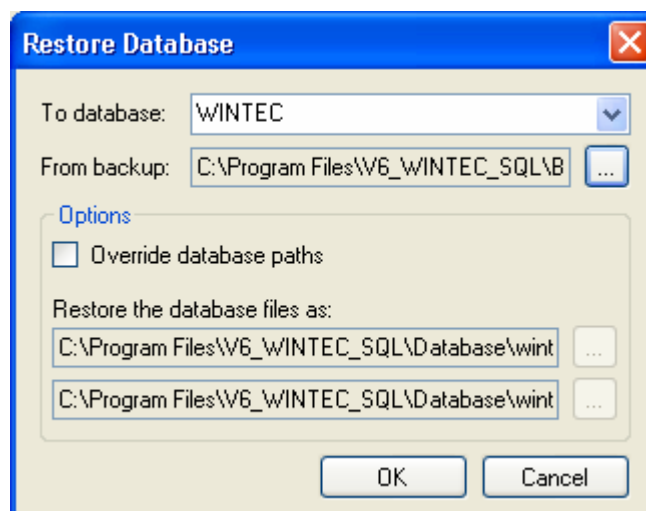 Restore Database
To database: WINTEC
From backup: C:\Program Files\V6_WINTEC_SQL\B ...
Options
Override database paths
Restore the database files as:
C:\Program Files\V6_WINTEC_SQL\Database\wint ...
C:\Program Files\V6_WINTEC_SQL\Database\wint ...
OK Cancel